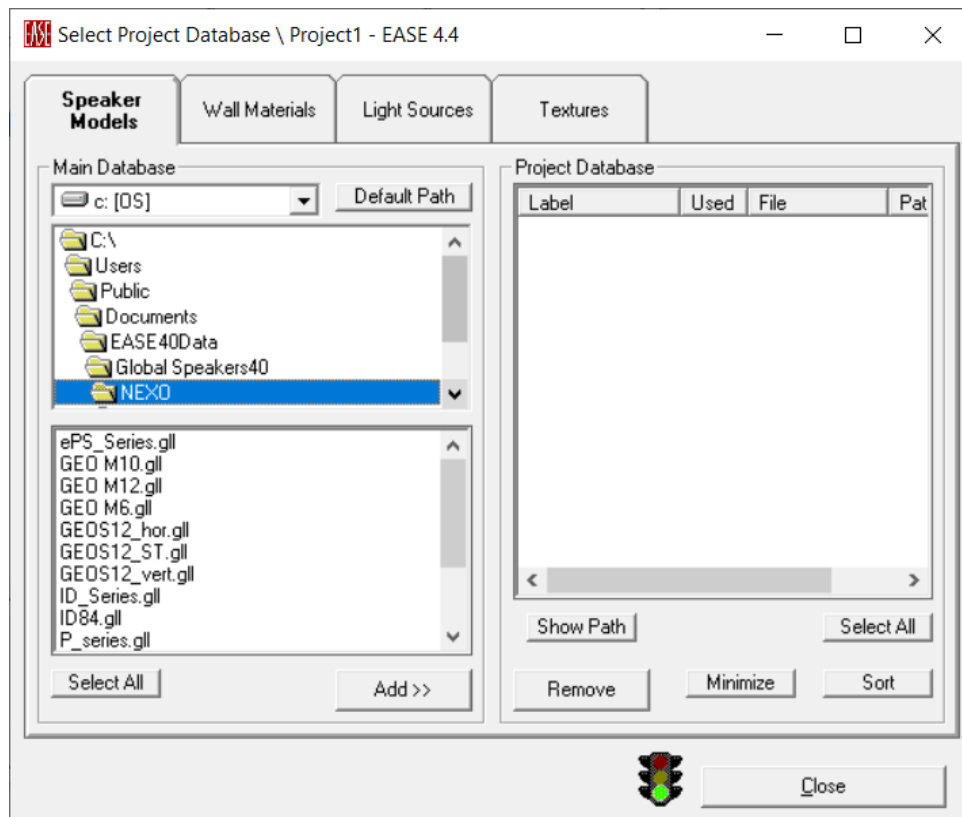 EASE Select Project Database \ Project1 - EASE 4.4
Speaker Models
Wall Materials
Light Sources
Textures
Main Database
c: [OS]
Default Path
C:\
Users
Public
Documents
EASE40Data
Global Speakers40
NEXO
ePS_Series.gll
GEO M10.gll
GEO M12.gll
GEO M6.gll
GEOS12_hor.gll
GEOS12_ST.gll
GEOS12_vert.gll
ID_Series.gll
ID84.gll
P_series.gll
Select All
Add >>
Project Database
Label Used File Pat
Show Path
Select All
Remove
Minimize
Sort
Close